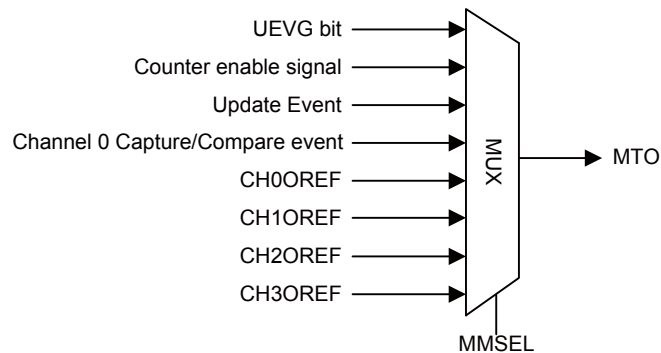 UEVG bit
Counter enable signal
Update Event
Channel 0 Capture/Compare event
CH0OREF
CH1OREF
CH2OREF
CH3OREF
MUX
MTO
MMSEL